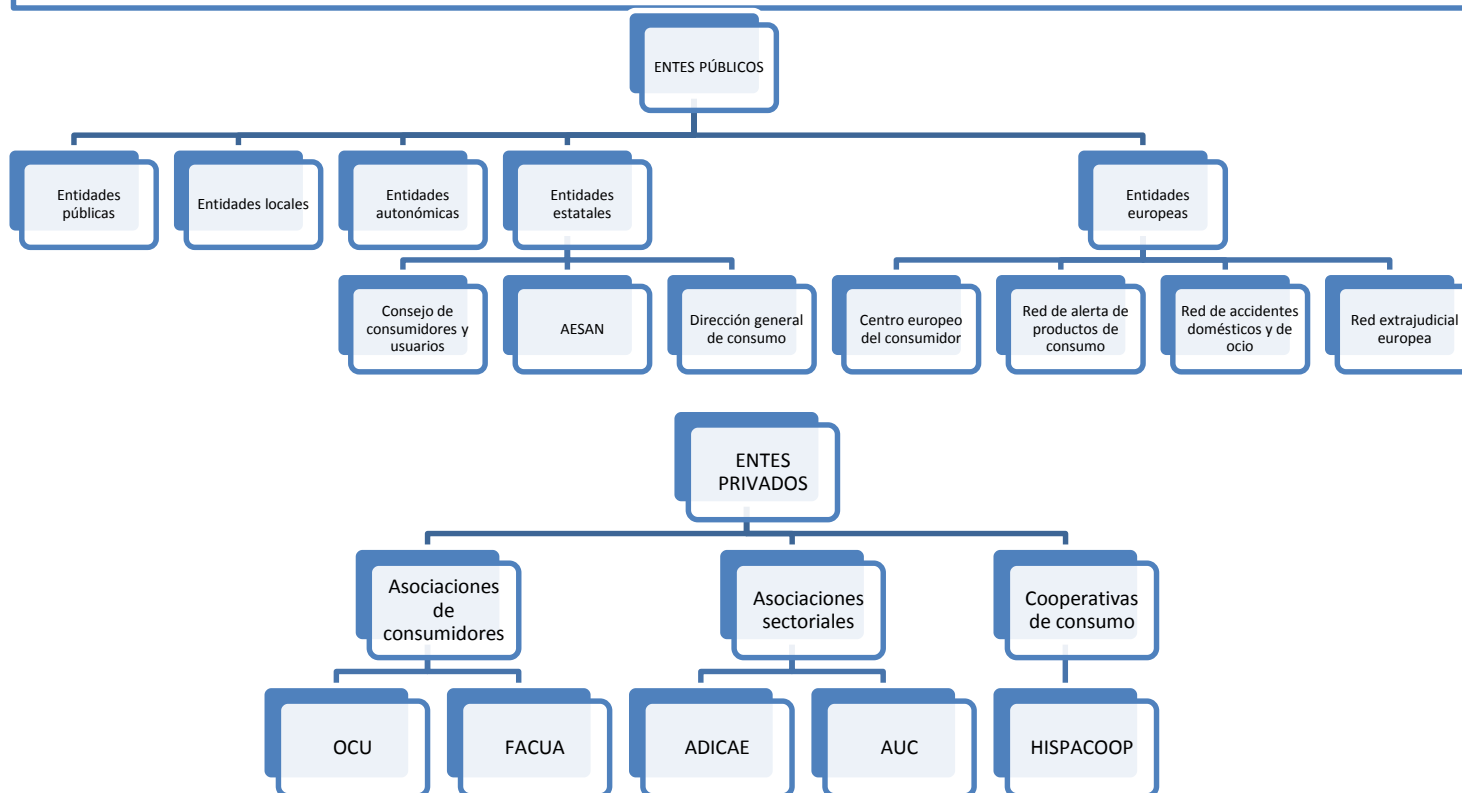 ENTES PÚBLICOS
Entidades
públicas
Entidades locales
Entidades
autonómicas
Entidades
estatales
Entidades
europeas
Consejo de
consumidores y
usuarios
AESAN
Dirección general
de consumo
Centro europeo
del consumidor
Red de alerta de
productos de
consumo
Red de accidentes
domésticos y de
ocio
Red extrajudicial
europea
ENTES
PRIVADOS
Asociaciones
de
consumidores
Asociaciones
sectoriales
Cooperativas
de consumo
OCU
FACUA
ADICAE
AUC
HISPACOOP